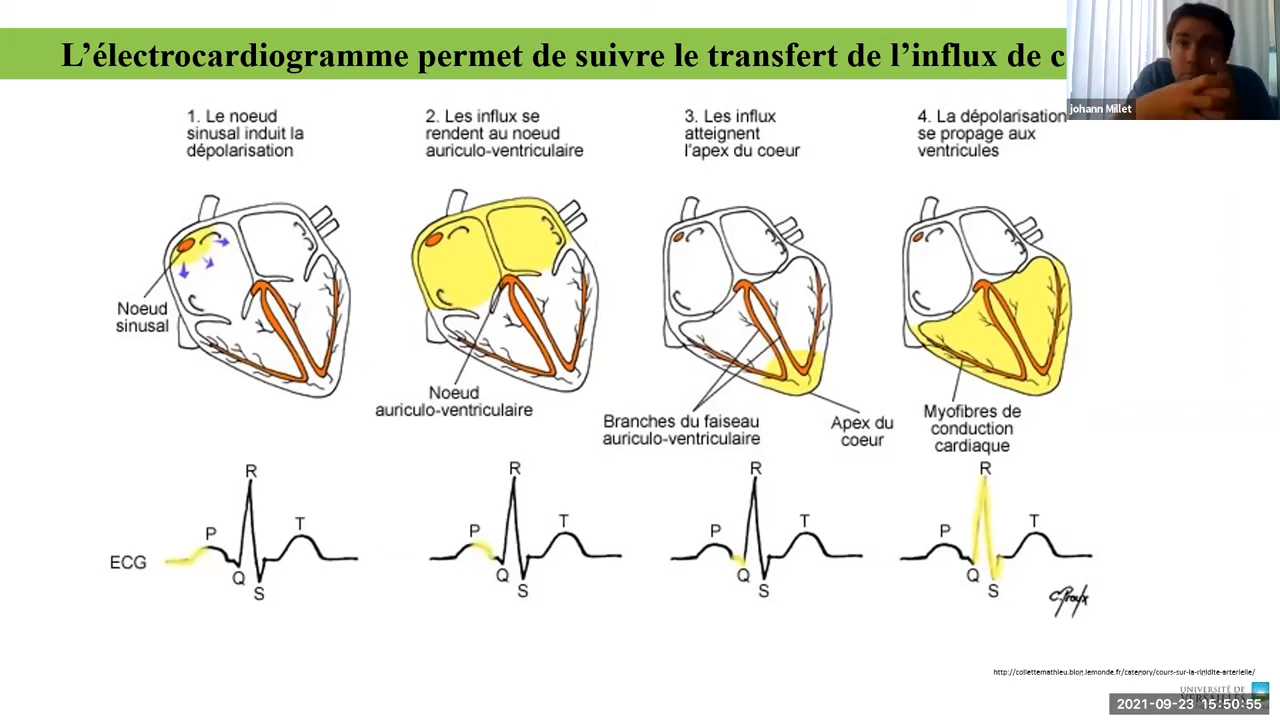 L’électrocardiogramme permet de suivre le transfert de l’influx de c
johann Millet
1. Le noeud
sinusal induit la
dépolarisation
2. Les influx se
rendent au noeud
auriculo-ventriculaire
3. Les influx
atteignent
l'apex du coeur
4. La dépolarisation
se propage aux
ventricules
Noeud
sinusal
Noeud
auriculo-ventriculaire
Branches du faiseau
auriculo-ventriculaire
Apex du
coeur
Myofibres de
conduction
cardiaque
ECG
P
Q
R
S
T
P
Q
R
S
T
P
Q
R
S
T
P
Q
R
S
T
C.Proulx
http://collettemathieu.blog.lemonde.fr/category/cours-sur-la-rigidite-arterielle/
UNIVERSITÉ DE
VERSAILLES
2021-09-23 15:50:55